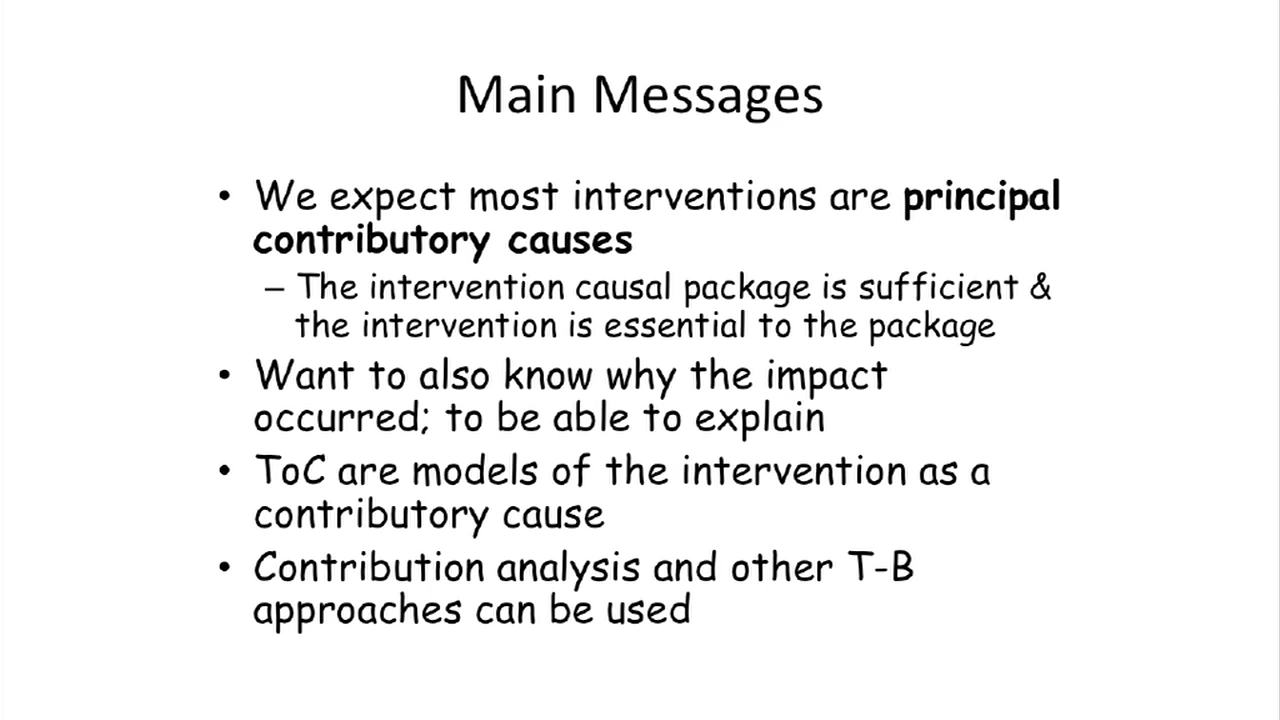 Main Messages
• We expect most interventions are principal
contributory causes
– The intervention causal package is sufficient &
the intervention is essential to the package
• Want to also know why the impact
occurred; to be able to explain
• ToC are models of the intervention as a
contributory cause
• Contribution analysis and other T-B
approaches can be used